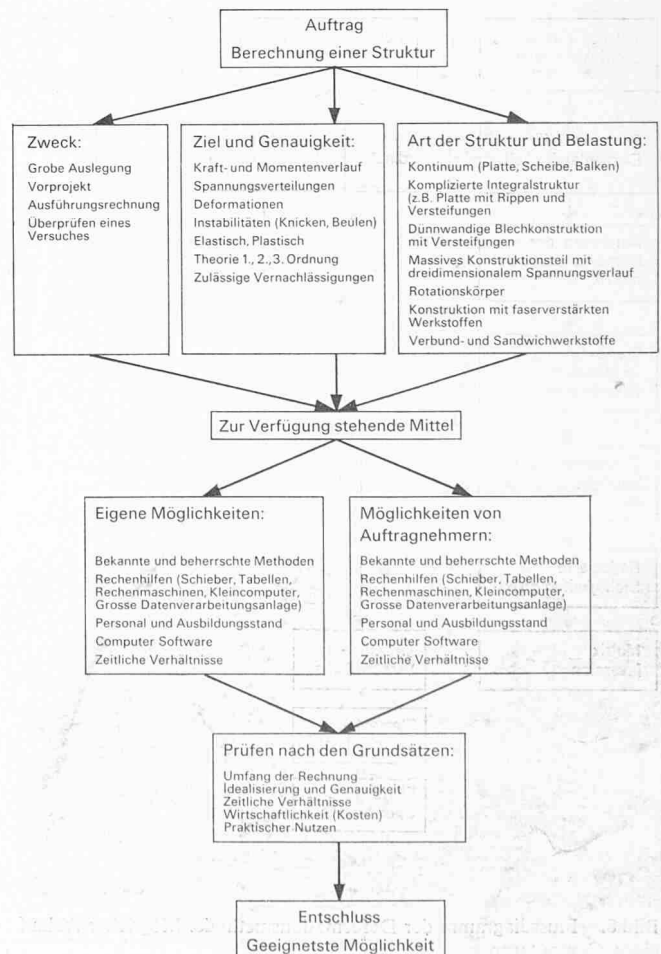 Auftrag
Berechnung einer Struktur
Zweck:
Grobe Auslegung
Vorprojekt
Ausführungsrechnung
Überprüfen eines
Versuches
Ziel und Genauigkeit:
Kraft- und Momentenverlauf
Spannungsverteilungen
Deformationen
Instabilitäten (Knicken, Beulen)
Elastisch, Plastisch
Theorie 1., 2., 3. Ordnung
Zulässige Vernachlässigungen
Art der Struktur und Belastung:
Kontinuum (Platte, Scheibe, Balken)
Komplizierte Integralstruktur
(z.B. Platte mit Rippen und
Versteifungen
Dünnwandige Blechkonstruktion
mit Versteifungen
Massives Konstruktionsteil mit
dreidimensionalem Spannungsverlauf
Rotationskörper
Konstruktion mit faserverstärkten
Werkstoffen
Verbund- und Sandwichwerkstoffe
Zur Verfügung stehende Mittel
Eigene Möglichkeiten:
Bekannte und beherrschte Methoden
Rechenhilfen (Schieber, Tabellen,
Rechenmaschinen, Kleincomputer,
Grosse Datenverarbeitungsanlage)
Personal und Ausbildungsstand
Computer Software
Zeitliche Verhältnisse
Möglichkeiten von
Auftragnehmern:
Bekannte und beherrschte Methoden
Rechenhilfen (Schieber, Tabellen,
Rechenmaschinen, Kleincomputer,
Grosse Datenverarbeitungsanlage)
Personal und Ausbildungsstand
Computer Software
Zeitliche Verhältnisse
Prüfen nach den Grundsätzen:
Umfang der Rechnung
Idealisierung und Genauigkeit
Zeitliche Verhältnisse
Wirtschaftlichkeit (Kosten)
Praktischer Nutzen
Entschluss
Geeignetste Möglichkeit